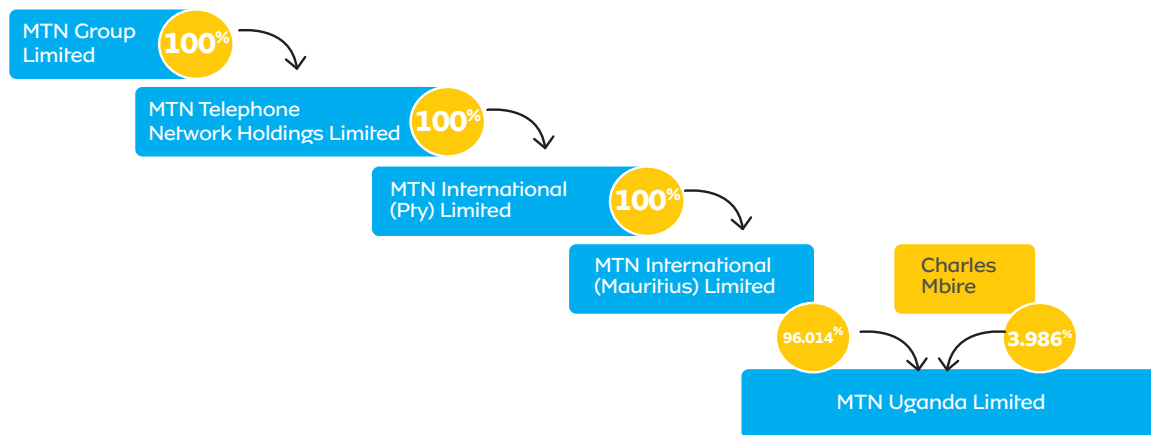 MTN Group
Limited
100%
MTN Telephone
Network Holdings Limited
100%
MTN International
(Pty) Limited
100%
MTN International
(Mauritius) Limited
Charles
Mbire
96.014%
3.986%
MTN Uganda Limited